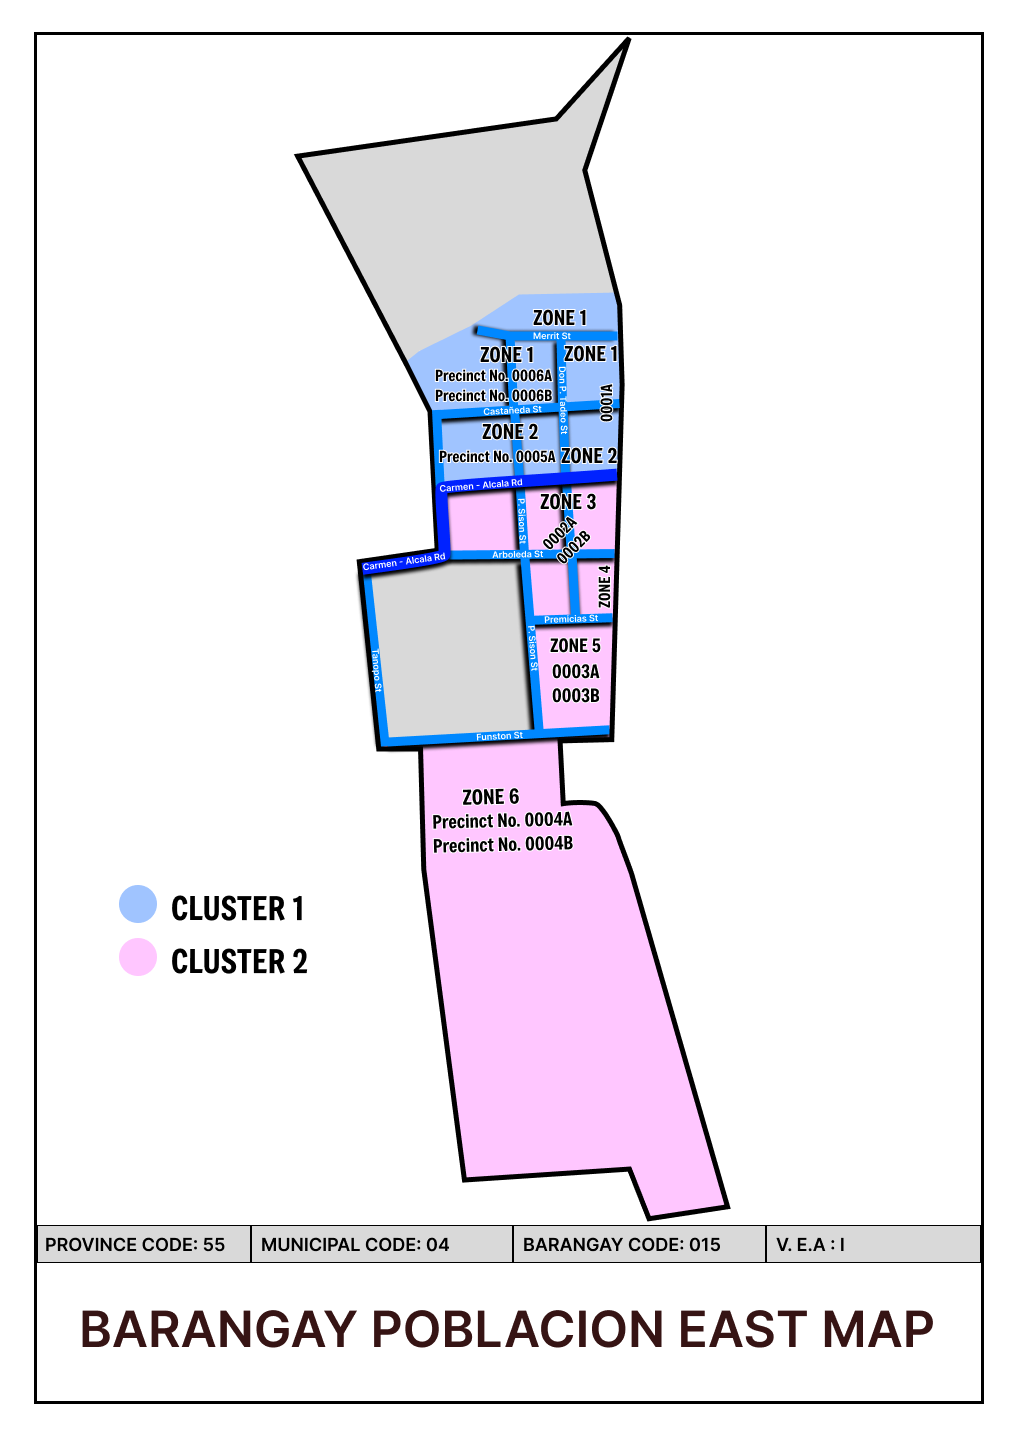 ZONE 1
Merrit St
ZONE 1
ZONE 1
Precinct No. 0006A
Don P. Tadeo St
0001A
Precinct No. 0006B
Castañeda St
ZONE 2
Precinct No. 0005A
ZONE 2
Carmen - Alcala Rd
ZONE 3
P. Sison St
0002A
0002B
Arboleda St
Carmen - Alcala Rd
ZONE 4
Premicias St
P. Sison St
ZONE 5
Tanopo St
0003A
0003B
Funston St
ZONE 6
Precinct No. 0004A
Precinct No. 0004B
CLUSTER 1
CLUSTER 2
PROVINCE CODE: 55
MUNICIPAL CODE: 04
BARANGAY CODE: 015
V. E.A : I
BARANGAY POBLACION EAST MAP